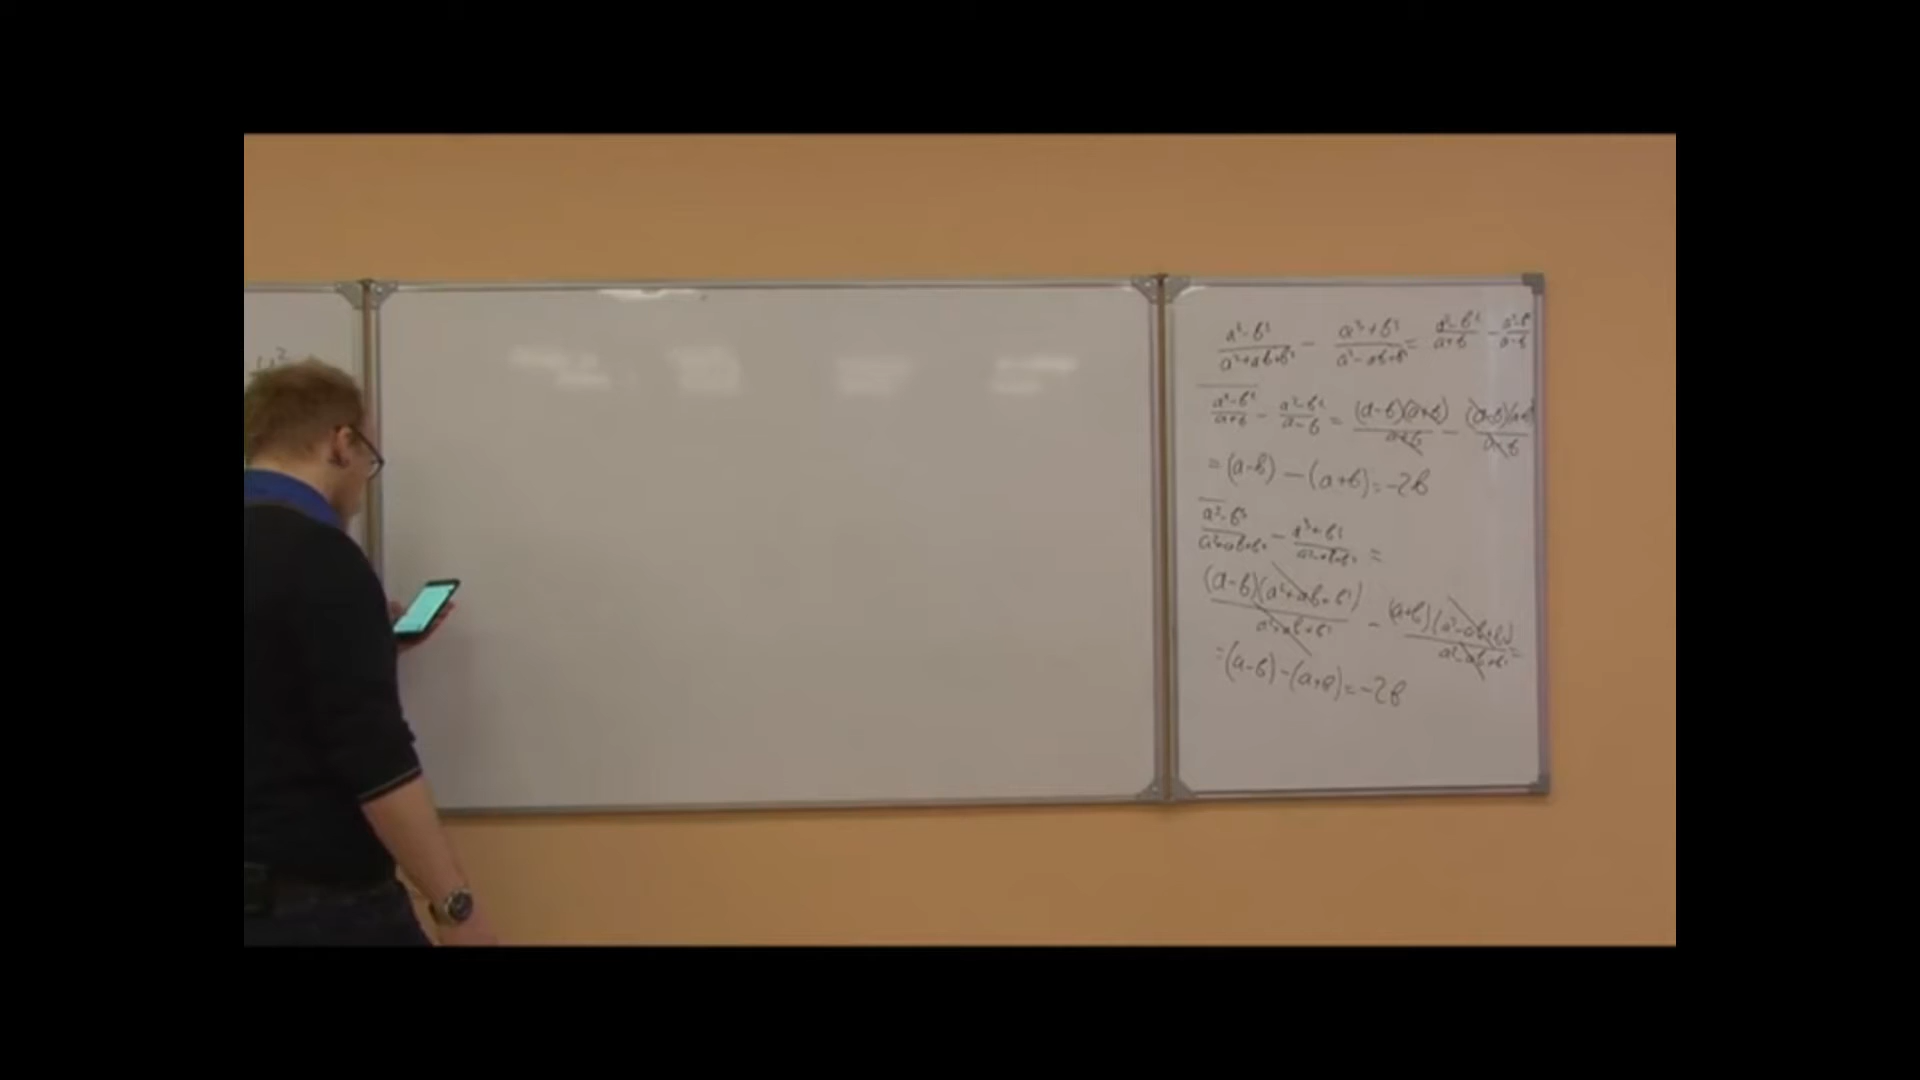 a³-b³/a²+ab+b² - a³+b³/a²-ab+b² = a²-b²/a+b - a²-b²/a-b
a²-b²/a+b - a²-b²/a-b = (a-b)(a+b)/a+b - (a-b)(a+b)/a-b
=(a-b)-(a+b)=-2b
a³-b³/a²+ab+b² - a³+b³/a²-ab+b² =
(a-b)(a²+ab+b²)/a²+ab+b² - (a+b)(a²-ab+b²)/a²-ab+b² =
=(a-b)-(a+b)=-2b